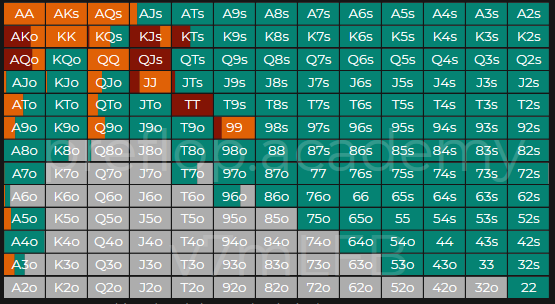 AA AKs AQs AJs ATs A9s A8s A7s A6s A5s A4s A3s A2s
AKo KK KQs KJs KTs K9s K8s K7s K6s K5s K4s K3s K2s
AQo KQo QQ QJs QTs Q9s Q8s Q7s Q6s Q5s Q4s Q3s Q2s
AJo KJo QJo JJ JTs J9s J8s J7s J6s J5s J4s J3s J2s
ATo KTo QTo JTo TT T9s T8s T7s T6s T5s T4s T3s T2s
A9o K9o Q9o J9o T9o 99 98s 97s 96s 95s 94s 93s 92s
A8o K8o Q8o J8o T8o 98o 88 87s 86s 85s 84s 83s 82s
preflop.academy
A7o K7o Q7o J7o T7o 97o 87o 77 76s 75s 74s 73s 72s
A6o K6o Q6o J6o T6o 96o 86o 76o 66 65s 64s 63s 62s
A5o K5o Q5o J5o T5o 95o 85o 75o 65o 55 54s 53s 52s
A4o K4o Q4o J4o T4o 94o 84o 74o 64o 54o 44 43s 42s
A3o K3o Q3o J3o T3o 93o 83o 73o 63o 53o 43o 33 32s
A2o K2o Q2o J2o T2o 92o 82o 72o 62o 52o 42o 32o 22